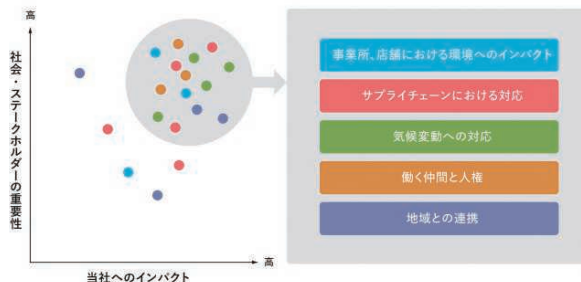 高
社会・ステークホルダーの重要性
高
当社へのインパクト
事業所、店舗における環境へのインパクト
サプライチェーンにおける対応
気候変動への対応
働く仲間と人権
地域との連携